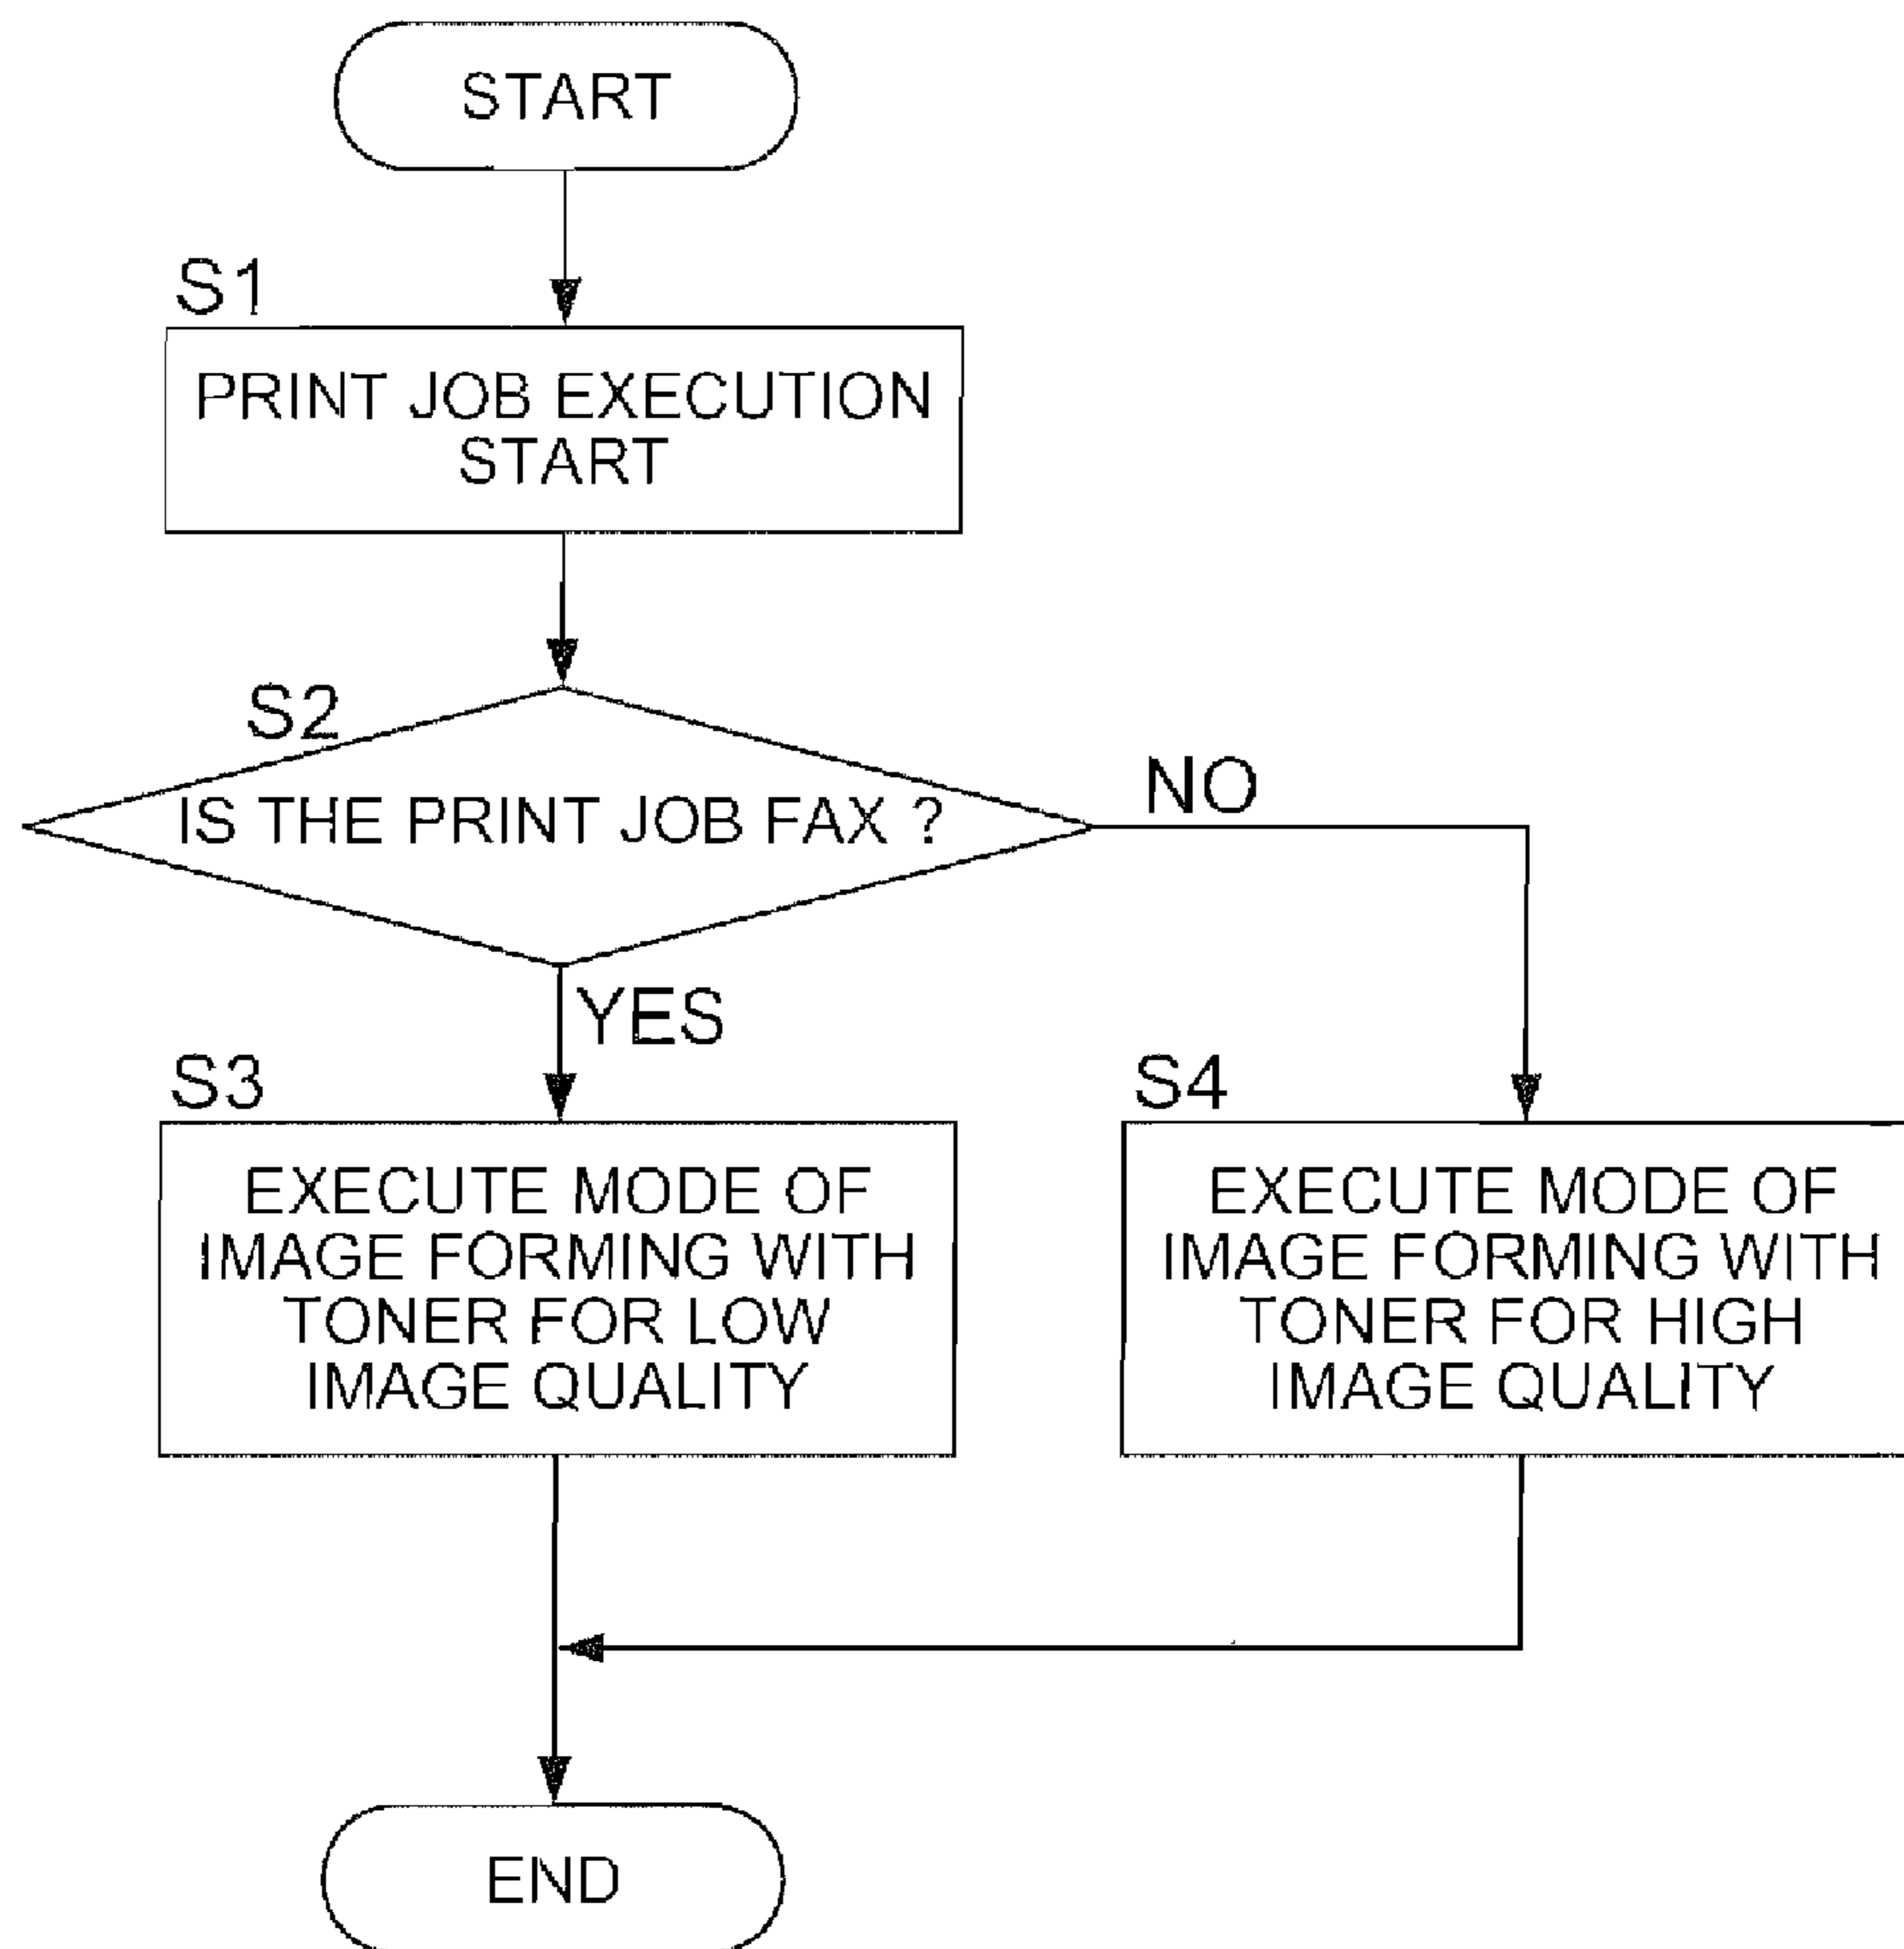 START
S1
PRINT JOB EXECUTION
START
S2
IS THE PRINT JOB FAX ?
NO
YES
S3
EXECUTE MODE OF
IMAGE FORMING WITH
TONER FOR LOW
IMAGE QUALITY
S4
EXECUTE MODE OF
IMAGE FORMING WITH
TONER FOR HIGH
IMAGE QUALITY
END